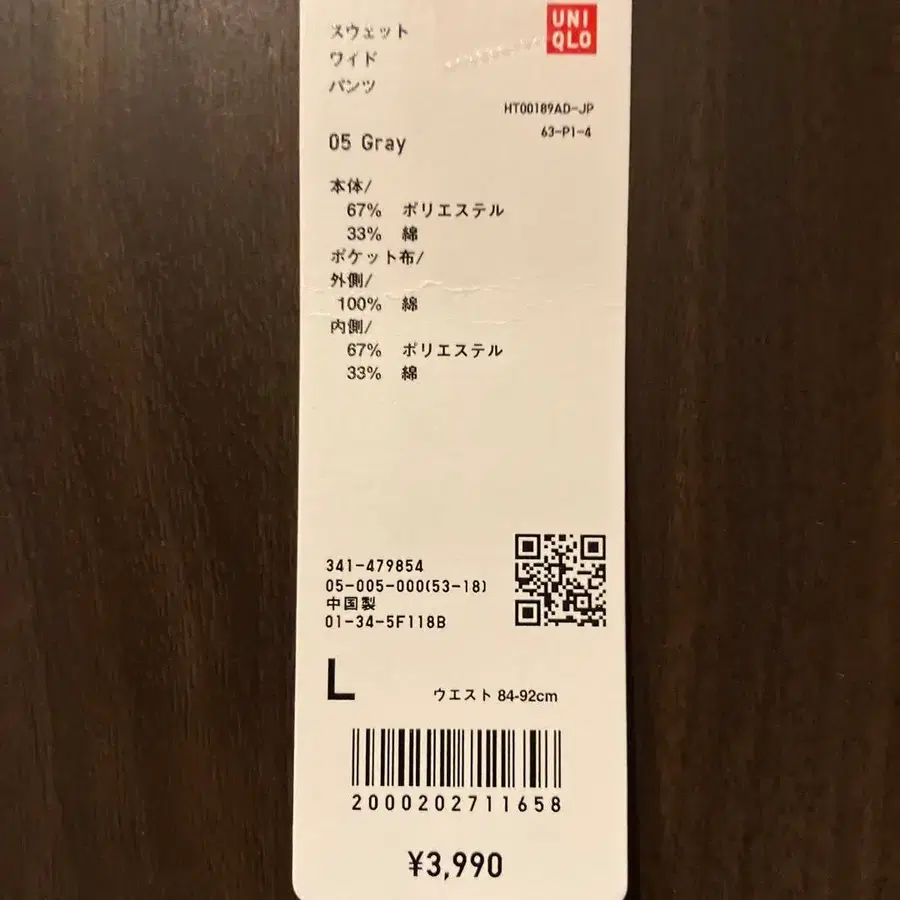 スウェット
ワイド
パンツ
UNI
QLO
HT00189AD-JP
63-P1-4
05 Gray
本体/
67% ポリエステル
33% 綿
ポケット布/
外側/
100% 綿
内側/
67% ポリエステル
33% 綿
341-479854
05-005-000(53-18)
中国製
01-34-5F118B
L
ウエスト 84-92cm
2000202711658
¥3,990